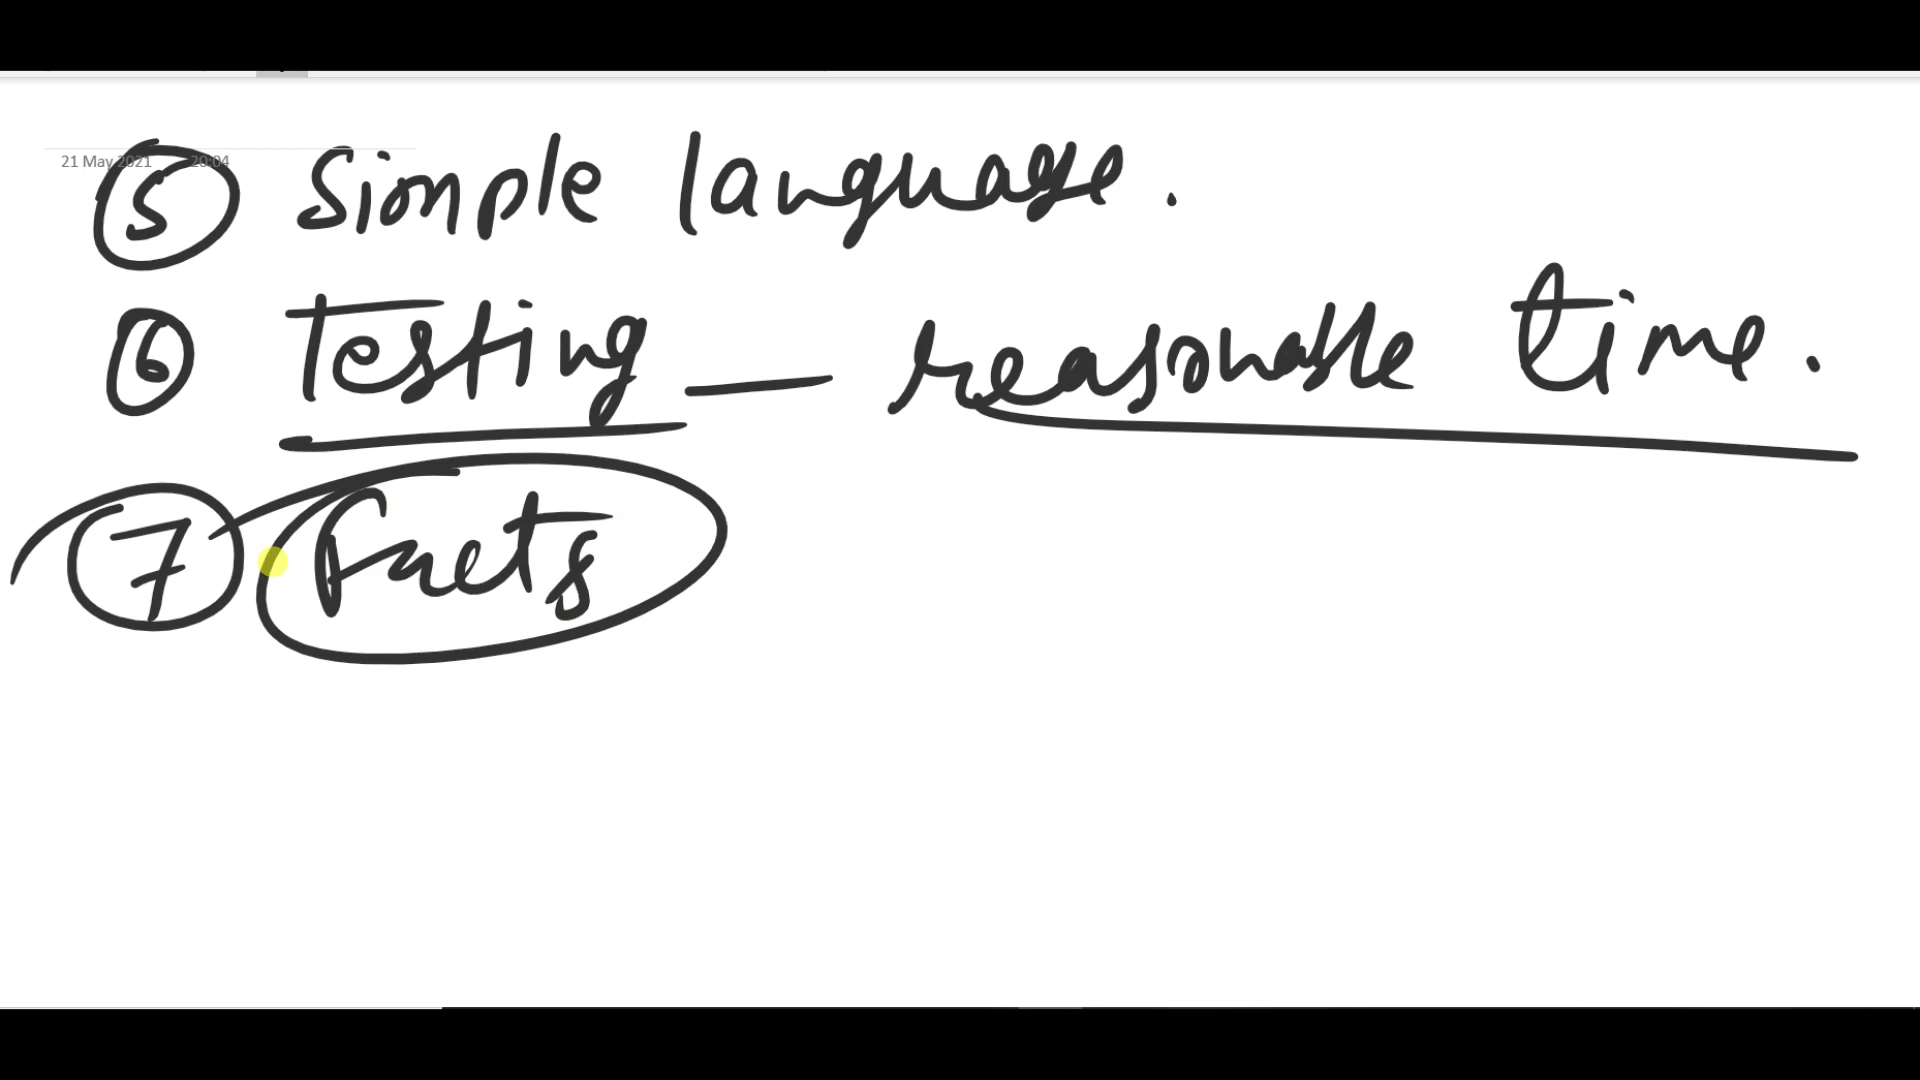 21 May 2021 20:04
5 Simple language.
6 Testing — reasonable time.
7 Facts